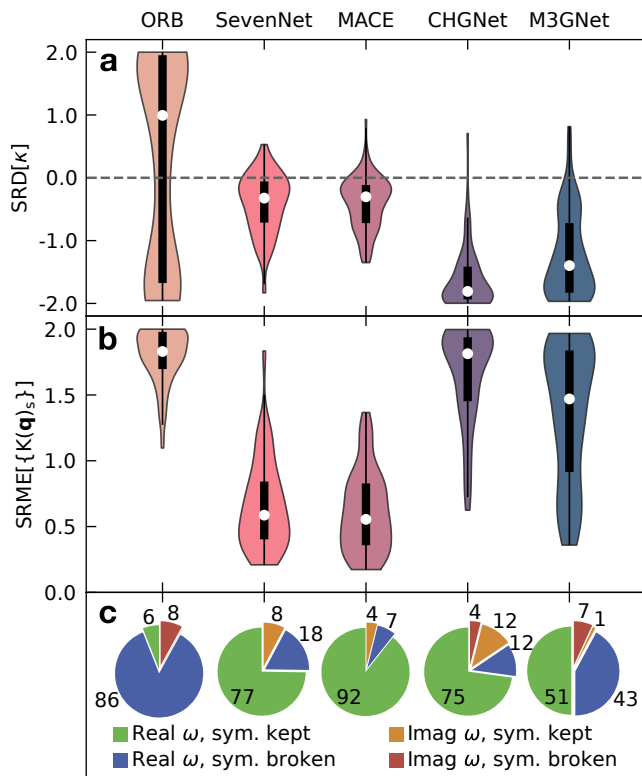 ORB SevenNet MACE CHGNet M3GNet
a
SRD[κ]
1.0
0.0
-1.0
-2.0
b
SRME[{K(q)s}]
2.0
1.5
1.0
0.5
0.0
c
6 8 8 4 4 7
12 1
7
18 12
86 77 92 75 51 43
Real ω, sym. kept Imag ω, sym. kept
Real ω, sym. broken Imag ω, sym. broken